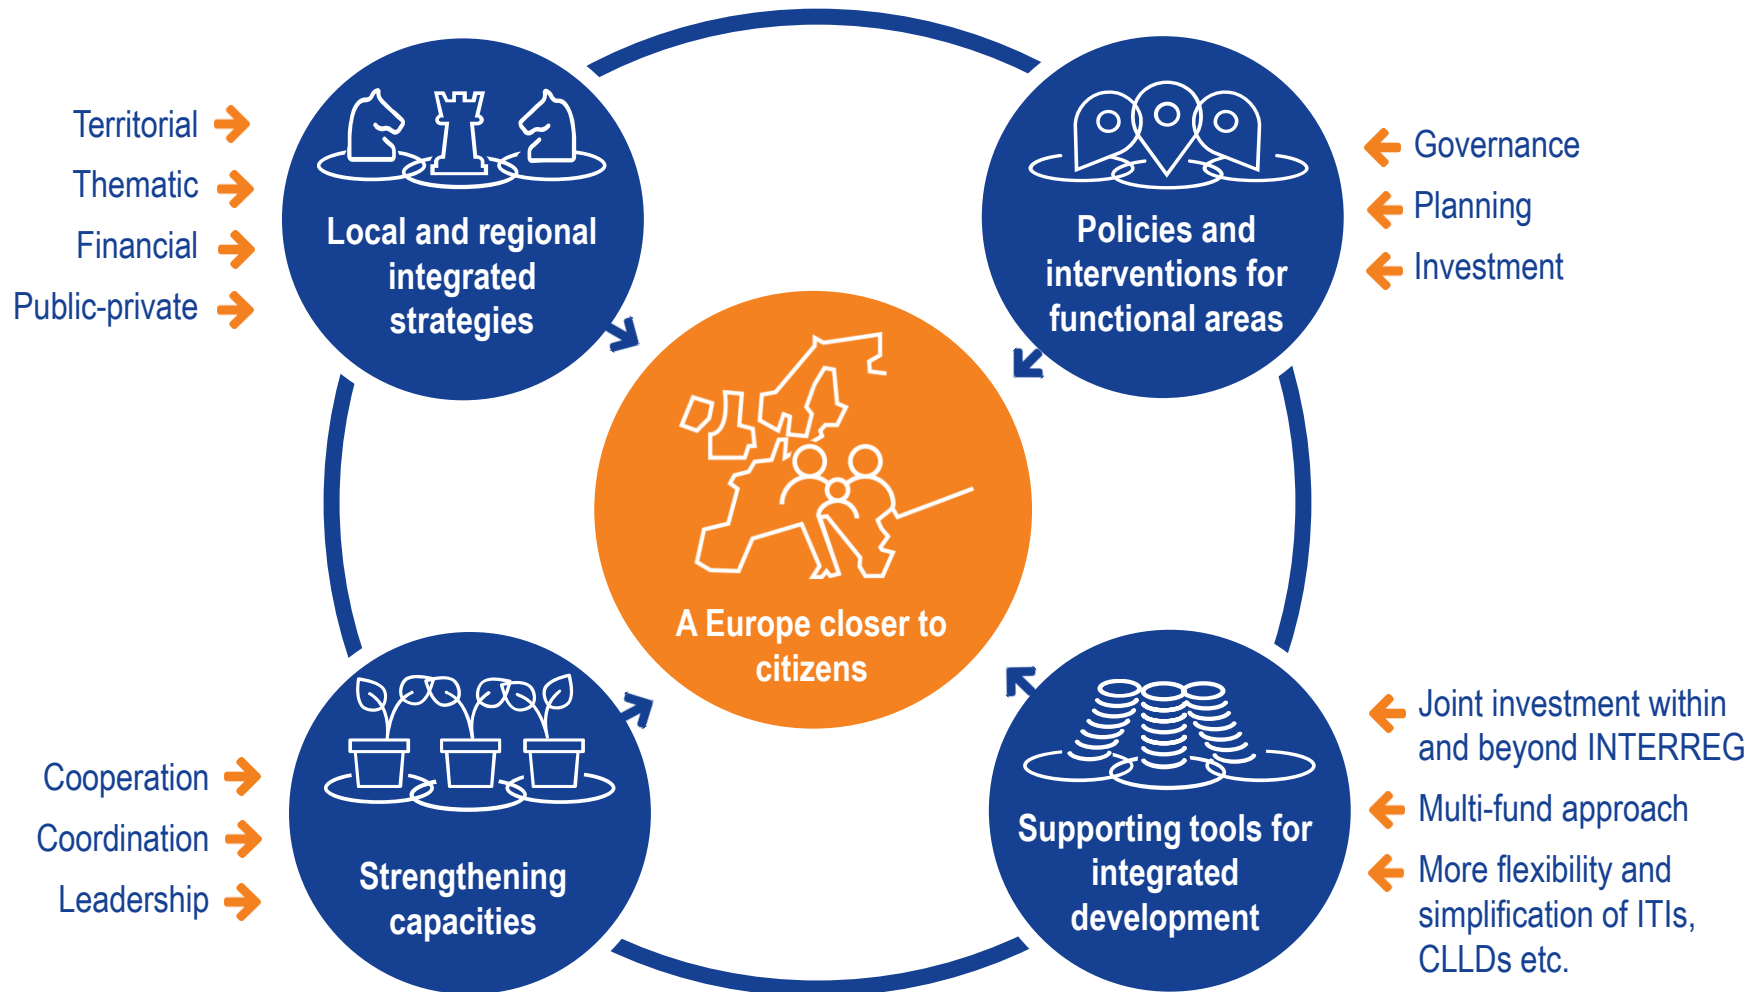 Territorial
Thematic
Financial
Public-private
Local and regional
integrated
strategies
Policies and
interventions for
functional areas
Governance
Planning
Investment
A Europe closer to
citizens
Cooperation
Coordination
Leadership
Strengthening
capacities
Supporting tools for
integrated
development
Joint investment within
and beyond INTERREG
Multi-fund approach
More flexibility and
simplification of ITIs,
CLLDs etc.